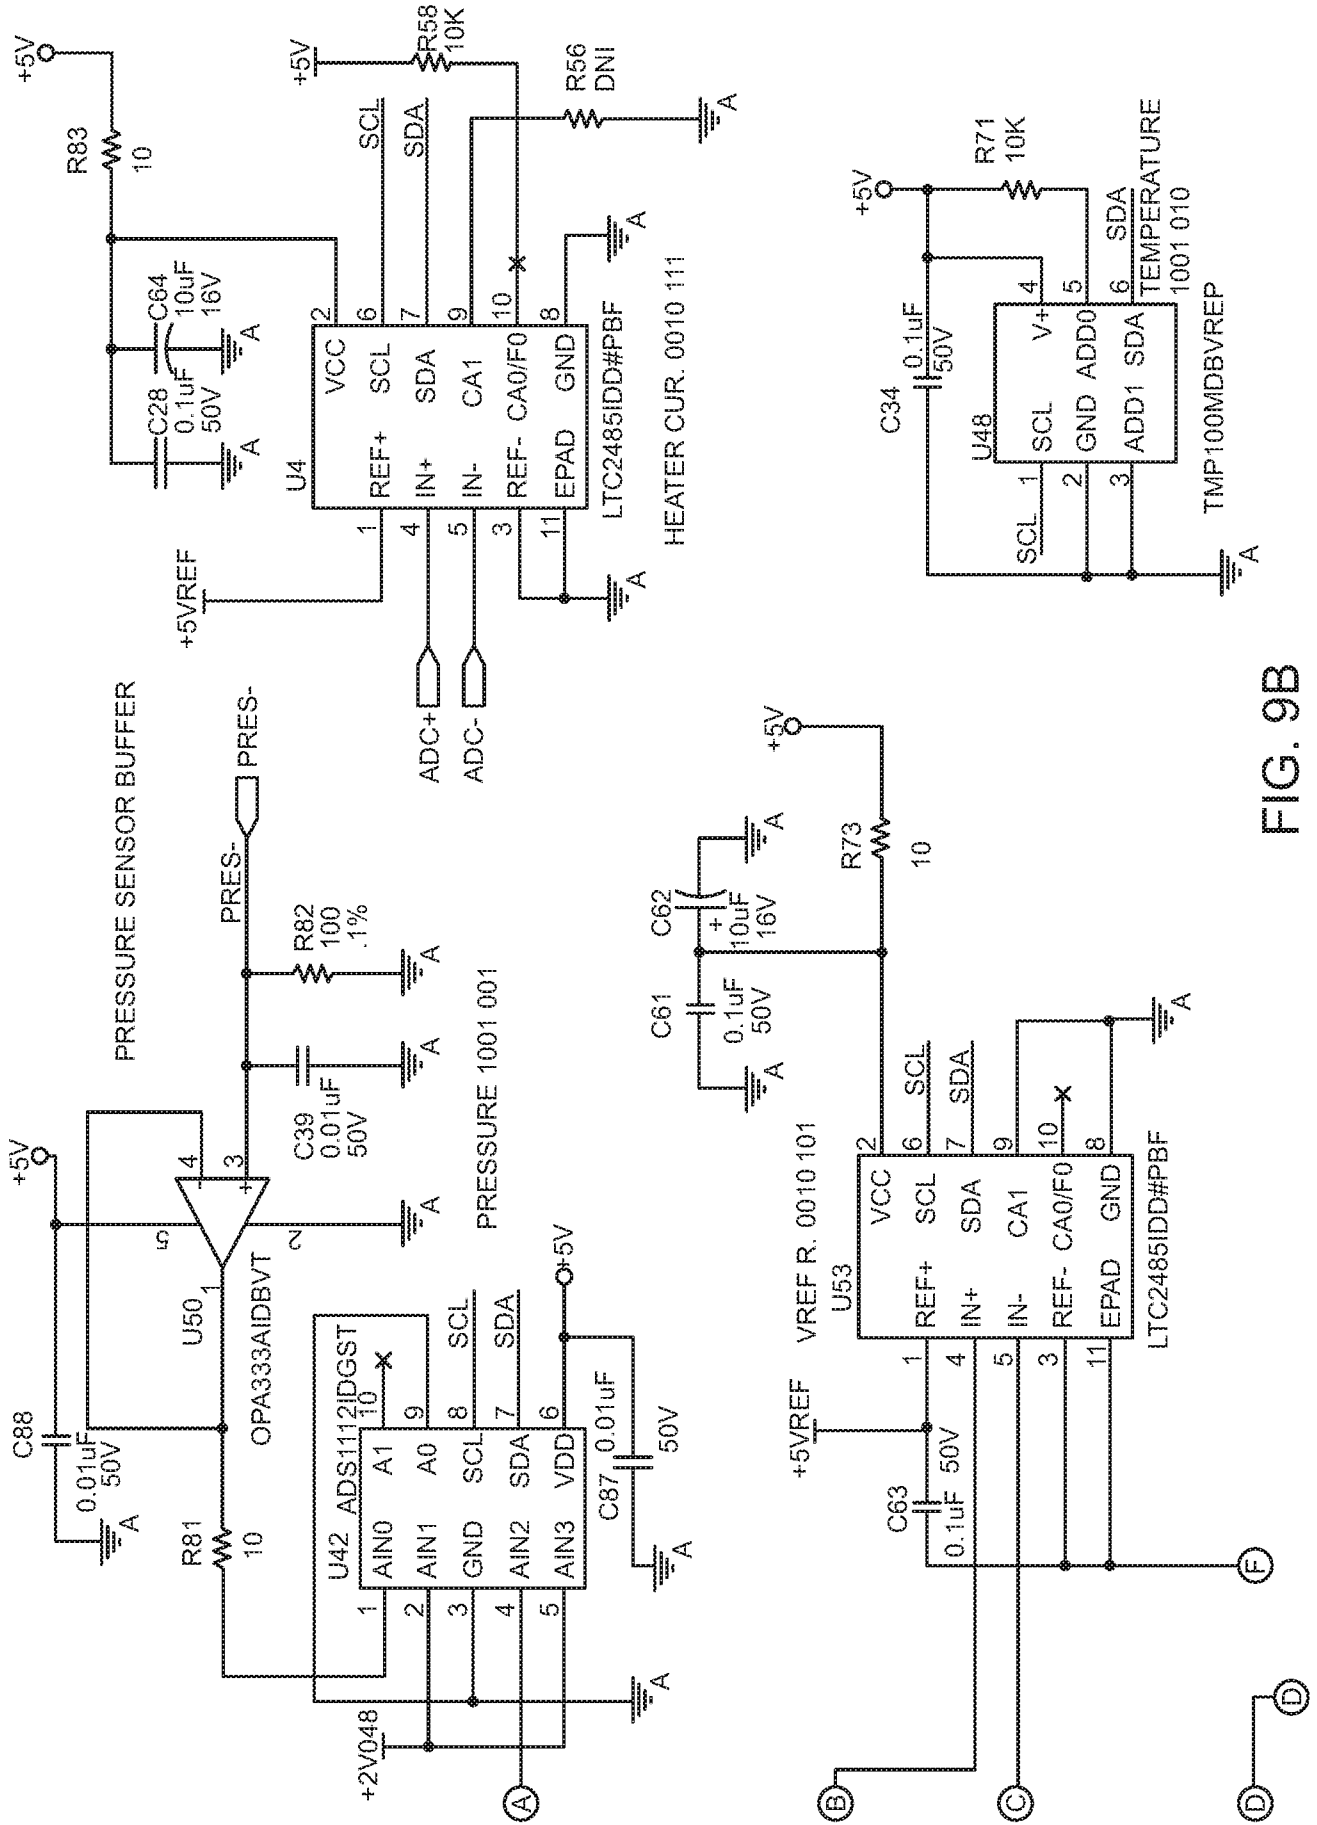 PRESSURE SENSOR BUFFER
+5V
C88
0.01uF
50V
A
R81
10
U50
1
5
2
4
3
-
+
OPA333AIDBVT
A
PRES-
PRES-
R82
100
.1%
A
C39
0.01uF
50V
A
PRESSURE 1001 001
U42 ADS1112IDGST
1 AIN0 A1 10
2 AIN1 A0 9
3 GND SCL 8
4 AIN2 SDA 7
5 AIN3 VDD 6
SCL
SDA
+5V
C87
0.01uF
50V
A
A
+2V048
A
+5V
R83
10
C64
10uF
16V
A
C28
0.1uF
50V
A
U4
+5VREF
ADC+
ADC-
1 REF+ VCC 2
4 IN+ SCL 6
5 IN- SDA 7
3 REF- CA1 9
11 EPAD CA0/F0 10
GND 8
SCL
SDA
+5V
R58
10K
R56
DNI
A
A
A
LTC2485IDD#PBF
HEATER CUR. 0010 111
VREF R. 0010 101
U53
+5VREF
C63
0.1uF
50V
1 REF+ VCC 2
4 IN+ SCL 6
5 IN- SDA 7
3 REF- CA1 9
11 EPAD CA0/F0 10
GND 8
SCL
SDA
A
LTC2485IDD#PBF
C61
0.1uF
50V
A
C62
+
10uF
16V
A
R73
10
+5V
B
C
F
D
D
C34
0.1uF
50V
+5V
R71
10K
U48
SCL
1 SCL V+ 4
2 GND ADD0 5
3 ADD1 SDA 6
SDA
TEMPERATURE
1001 010
TMP100MDBVREP
A
FIG. 9B